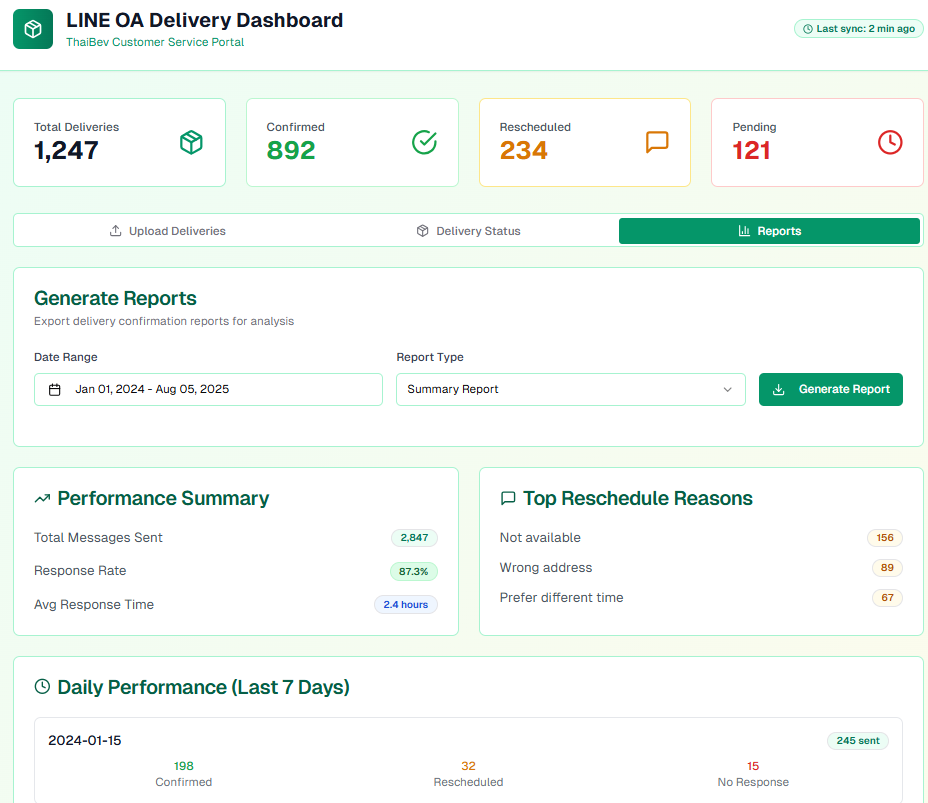 LINE OA Delivery Dashboard
ThaiBev Customer Service Portal
Last sync: 2 min ago
Total Deliveries
1,247
Confirmed
892
Rescheduled
234
Pending
121
Upload Deliveries
Delivery Status
Reports
Generate Reports
Export delivery confirmation reports for analysis
Date Range
Jan 01, 2024 - Aug 05, 2025
Report Type
Summary Report
Generate Report
Performance Summary
Total Messages Sent 2,847
Response Rate 87.3%
Avg Response Time 2.4 hours
Top Reschedule Reasons
Not available 156
Wrong address 89
Prefer different time 67
Daily Performance (Last 7 Days)
2024-01-15 245 sent
198 32 15
Confirmed Rescheduled No Response